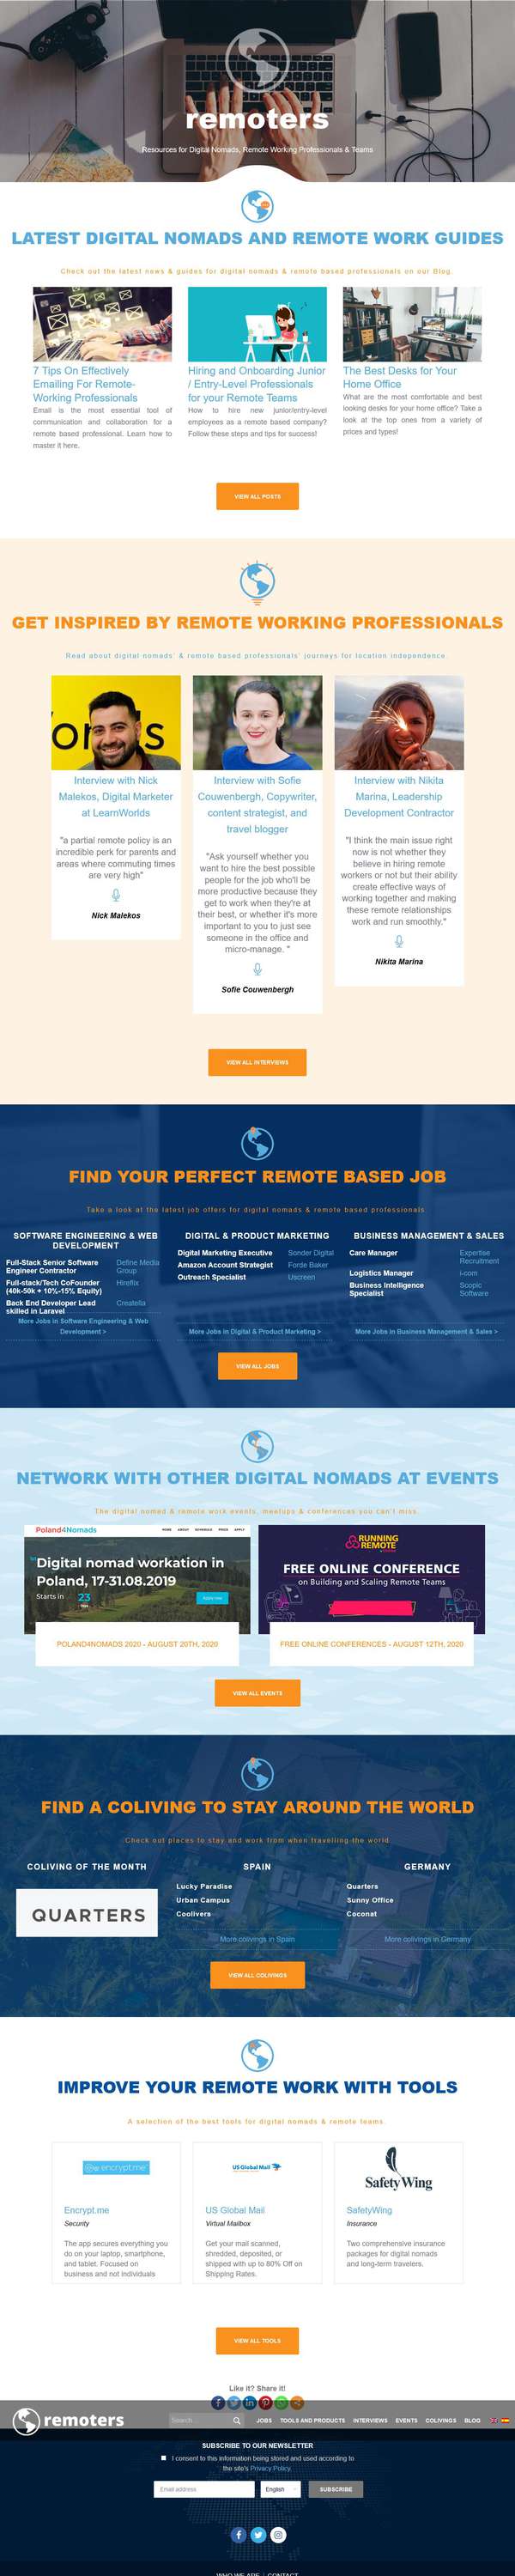 remoters
Resources for Digital Nomads, Remote Working Professionals & Teams
LATEST DIGITAL NOMADS AND REMOTE WORK GUIDES
Check out the latest news & guides for digital nomads & remote based professionals on our Blog.
7 Tips On Effectively
Emailing For Remote-
Working Professionals
Email is the most essential tool of
communication and collaboration for a
remote based professional. Learn how to
master it here.
Hiring and Onboarding Junior
/ Entry-Level Professionals
for your Remote Teams
How to hire new junior/entry-level
employees as a remote based company?
Follow these steps and tips for success!
The Best Desks for Your
Home Office
What are the most comfortable and best
looking desks for your home office? Take a
look at the top ones from a variety of
prices and types!
VIEW ALL POSTS
GET INSPIRED BY REMOTE WORKING PROFESSIONALS
Read about digital nomads' & remote based professionals' journeys for location independence.
Interview with Nick
Malekos, Digital Marketer
at LearnWorlds
"a partial remote policy is an
incredible perk for parents and
areas where commuting times
are very high"
Nick Malekos
Interview with Sofie
Couwenbergh, Copywriter,
content strategist, and
travel blogger
"Ask yourself whether you
want to hire the best possible
people for the job who'll be
more productive because they
get to work when they're at
their best, or whether it's more
important to you to just see
someone in the office and
micro-manage. "
Sofie Couwenbergh
Interview with Nikita
Marina, Leadership
Development Contractor
"I think the main issue right
now is not whether they
believe in hiring remote
workers or not but their ability
create effective ways of
working together and making
these remote relationships
work and run smoothly."
Nikita Marina
VIEW ALL INTERVIEWS
FIND YOUR PERFECT REMOTE BASED JOB
Take a look at the latest job offers for digital nomads & remote based professionals
SOFTWARE ENGINEERING & WEB
DEVELOPMENT
Full-Stack Senior Software
Engineer Contractor
Define Media
Group
Full-stack/Tech CoFounder
(40k-50k + 10%-15% Equity)
Hireflix
Back End Developer Lead
skilled in Laravel
Creatella
More Jobs in Software Engineering & Web
Development >
DIGITAL & PRODUCT MARKETING
Digital Marketing Executive
Sonder Digital
Amazon Account Strategist
Forde Baker
Outreach Specialist
Uscreen
More Jobs in Digital & Product Marketing >
BUSINESS MANAGEMENT & SALES
Care Manager
Expertise
Recruitment
Logistics Manager
i-com
Business Intelligence
Specialist
Scopic
Software
More Jobs in Business Management & Sales >
VIEW ALL JOBS
NETWORK WITH OTHER DIGITAL NOMADS AT EVENTS
The digital nomad & remote work events, meetups & conferences you can't miss.
Poland4Nomads
HOME ABOUT SCHEDULE PRICE APPLY
Digital nomad workation in
Poland, 17-31.08.2019
Starts in 23
Apply now
POLAND4NOMADS 2020 - AUGUST 20TH, 2020
RUNNING
REMOTE
FREE ONLINE CONFERENCE
on Building and Scaling Remote Teams
FREE ONLINE CONFERENCES - AUGUST 12TH, 2020
VIEW ALL EVENTS
FIND A COLIVING TO STAY AROUND THE WORLD
Check out places to stay and work from when travelling the world
COLIVING OF THE MONTH
QUARTERS
SPAIN
Lucky Paradise
Urban Campus
Coolivers
More colivings in Spain
GERMANY
Quarters
Sunny Office
Coconat
More colivings in Germany
VIEW ALL COLIVINGS
IMPROVE YOUR REMOTE WORK WITH TOOLS
A selection of the best tools for digital nomads & remote teams.
encrypt.me
Encrypt.me
Security
The app secures everything you
do on your laptop, smartphone,
and tablet. Focused on
business and not individuals
US Global Mail
US Global Mail
Virtual Mailbox
Get your mail scanned,
shredded, deposited, or
shipped with up to 80% Off on
Shipping Rates.
SafetyWing
SafetyWing
Insurance
Two comprehensive insurance
packages for digital nomads
and long-term travelers.
VIEW ALL TOOLS
Like it? Share it!
remoters
Search ...
JOBS TOOLS AND PRODUCTS INTERVIEWS EVENTS COLIVINGS BLOG
SUBSCRIBE TO OUR NEWSLETTER
I consent to this information being stored and used according to
the site's Privacy Policy.
Email address
English
SUBSCRIBE
WHO WE ARE | CONTACT